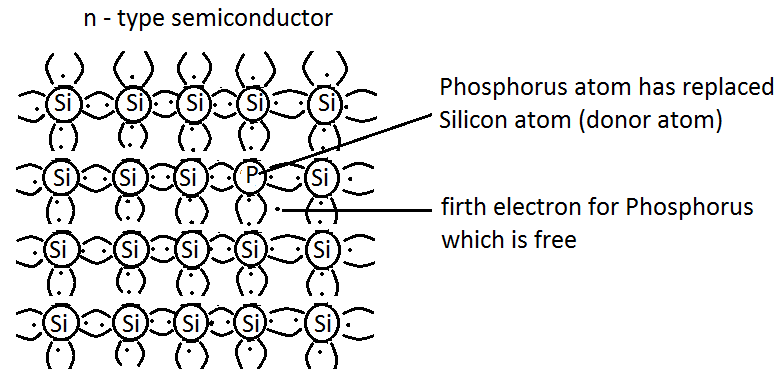 n - type semiconductor
Si Si Si Si Si
Phosphorus atom has replaced
Silicon atom (donor atom)
Si Si Si P Si
firth electron for Phosphorus
which is free
Si Si Si Si Si
Si Si Si Si Si